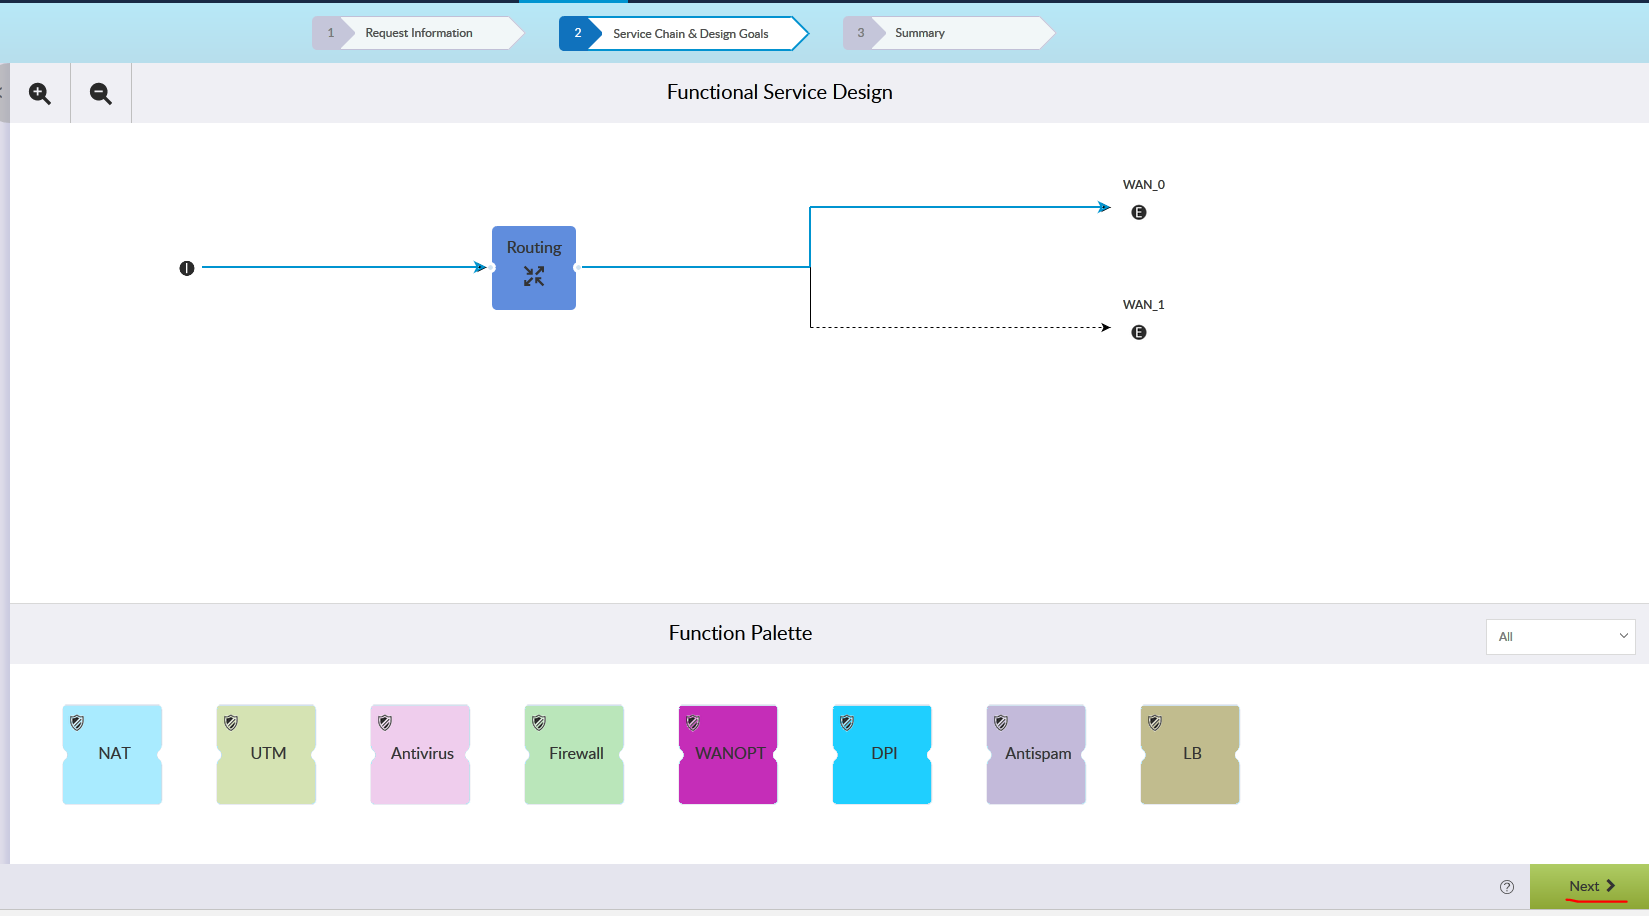 1 Request Information
2 Service Chain & Design Goals
3 Summary
Functional Service Design
WAN_0
E
Routing
I
WAN_1
E
Function Palette
All
NAT
UTM
Antivirus
Firewall
WANOPT
DPI
Antispam
LB
?
Next